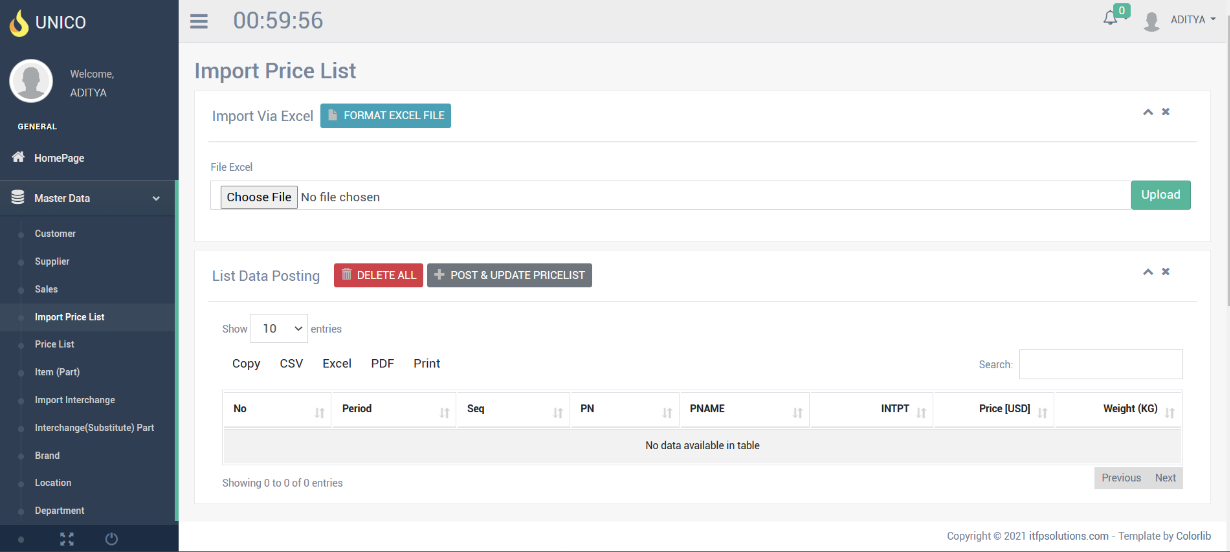 UNICO
Welcome,
ADITYA
GENERAL
HomePage
Master Data
Customer
Supplier
Sales
Import Price List
Price List
Item (Part)
Import Interchange
Interchange(Substitute) Part
Brand
Location
Department
00:59:56
0
ADITYA
Import Price List
Import Via Excel FORMAT EXCEL FILE
File Excel
Choose File No file chosen Upload
List Data Posting DELETE ALL POST & UPDATE PRICELIST
Show 10 entries
Copy CSV Excel PDF Print Search:
No Period Seq PN PNAME INTPT Price [USD] Weight (KG)
No data available in table
Showing 0 to 0 of 0 entries Previous Next
Copyright © 2021 itfpsolutions.com - Template by Colorlib